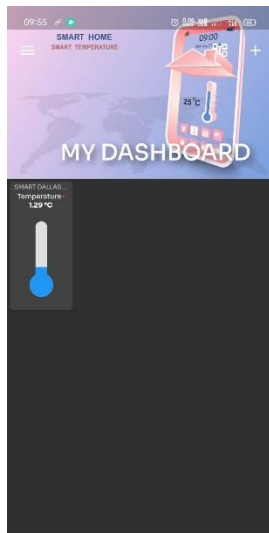 09:55
SMART HOME
SMART TEMPERATURE
09:00
25°C
MY DASHBOARD
SMART DALLAS ...
Temperature
1.29 °C